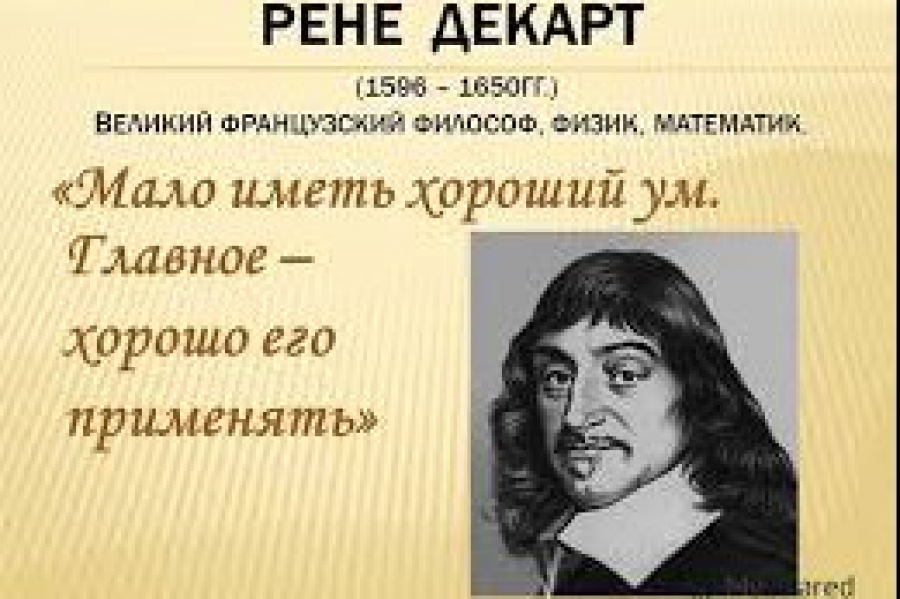 РЕНЕ ДЕКАРТ
(1596 – 1650ГГ.)
ВЕЛИКИЙ ФРАНЦУЗСКИЙ ФИЛОСОФ, ФИЗИК, МАТЕМАТИК.
«Мало иметь хороший ум.
Главное –
хорошо его
применять»